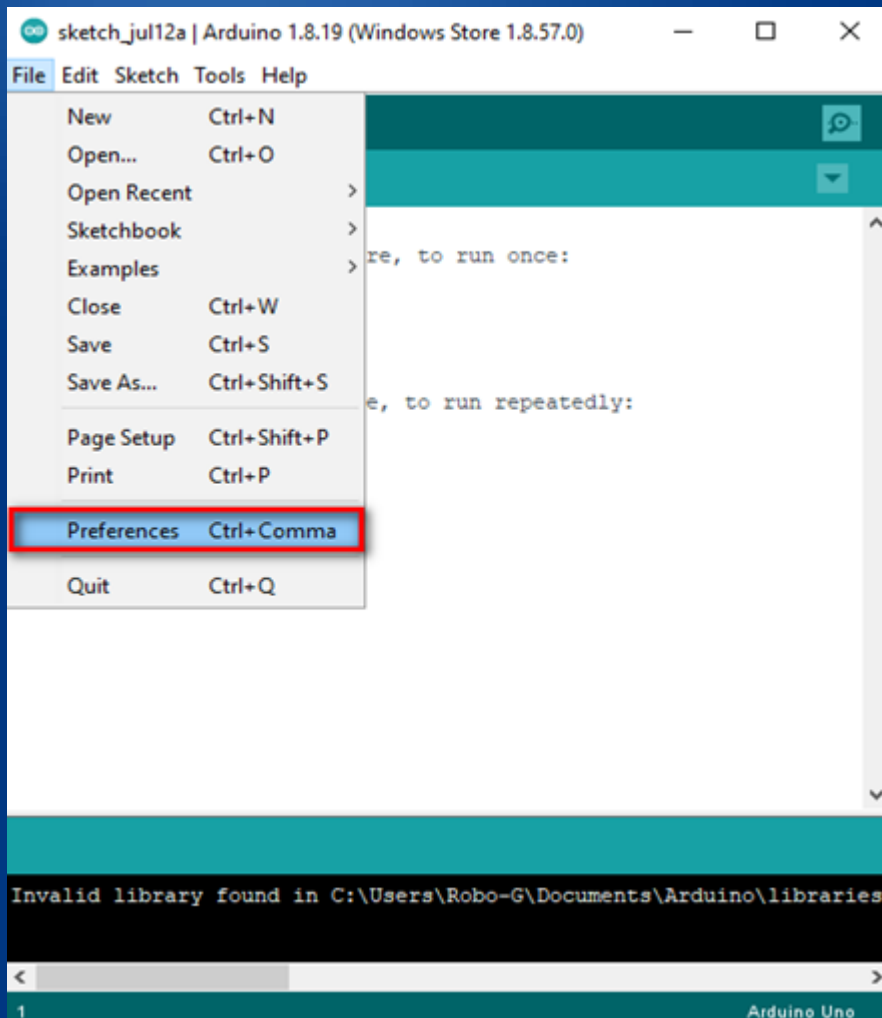 sketch_jul12a | Arduino 1.8.19 (Windows Store 1.8.57.0)
File Edit Sketch Tools Help
New Ctrl+N
Open... Ctrl+O
Open Recent
Sketchbook
re, to run once:
Examples
Close Ctrl+W
Save Ctrl+S
Save As... Ctrl+Shift+S
e, to run repeatedly:
Page Setup Ctrl+Shift+P
Print Ctrl+P
Preferences Ctrl+Comma
Quit Ctrl+Q
Invalid library found in C:\Users\Robo-G\Documents\Arduino\libraries
1 Arduino Uno